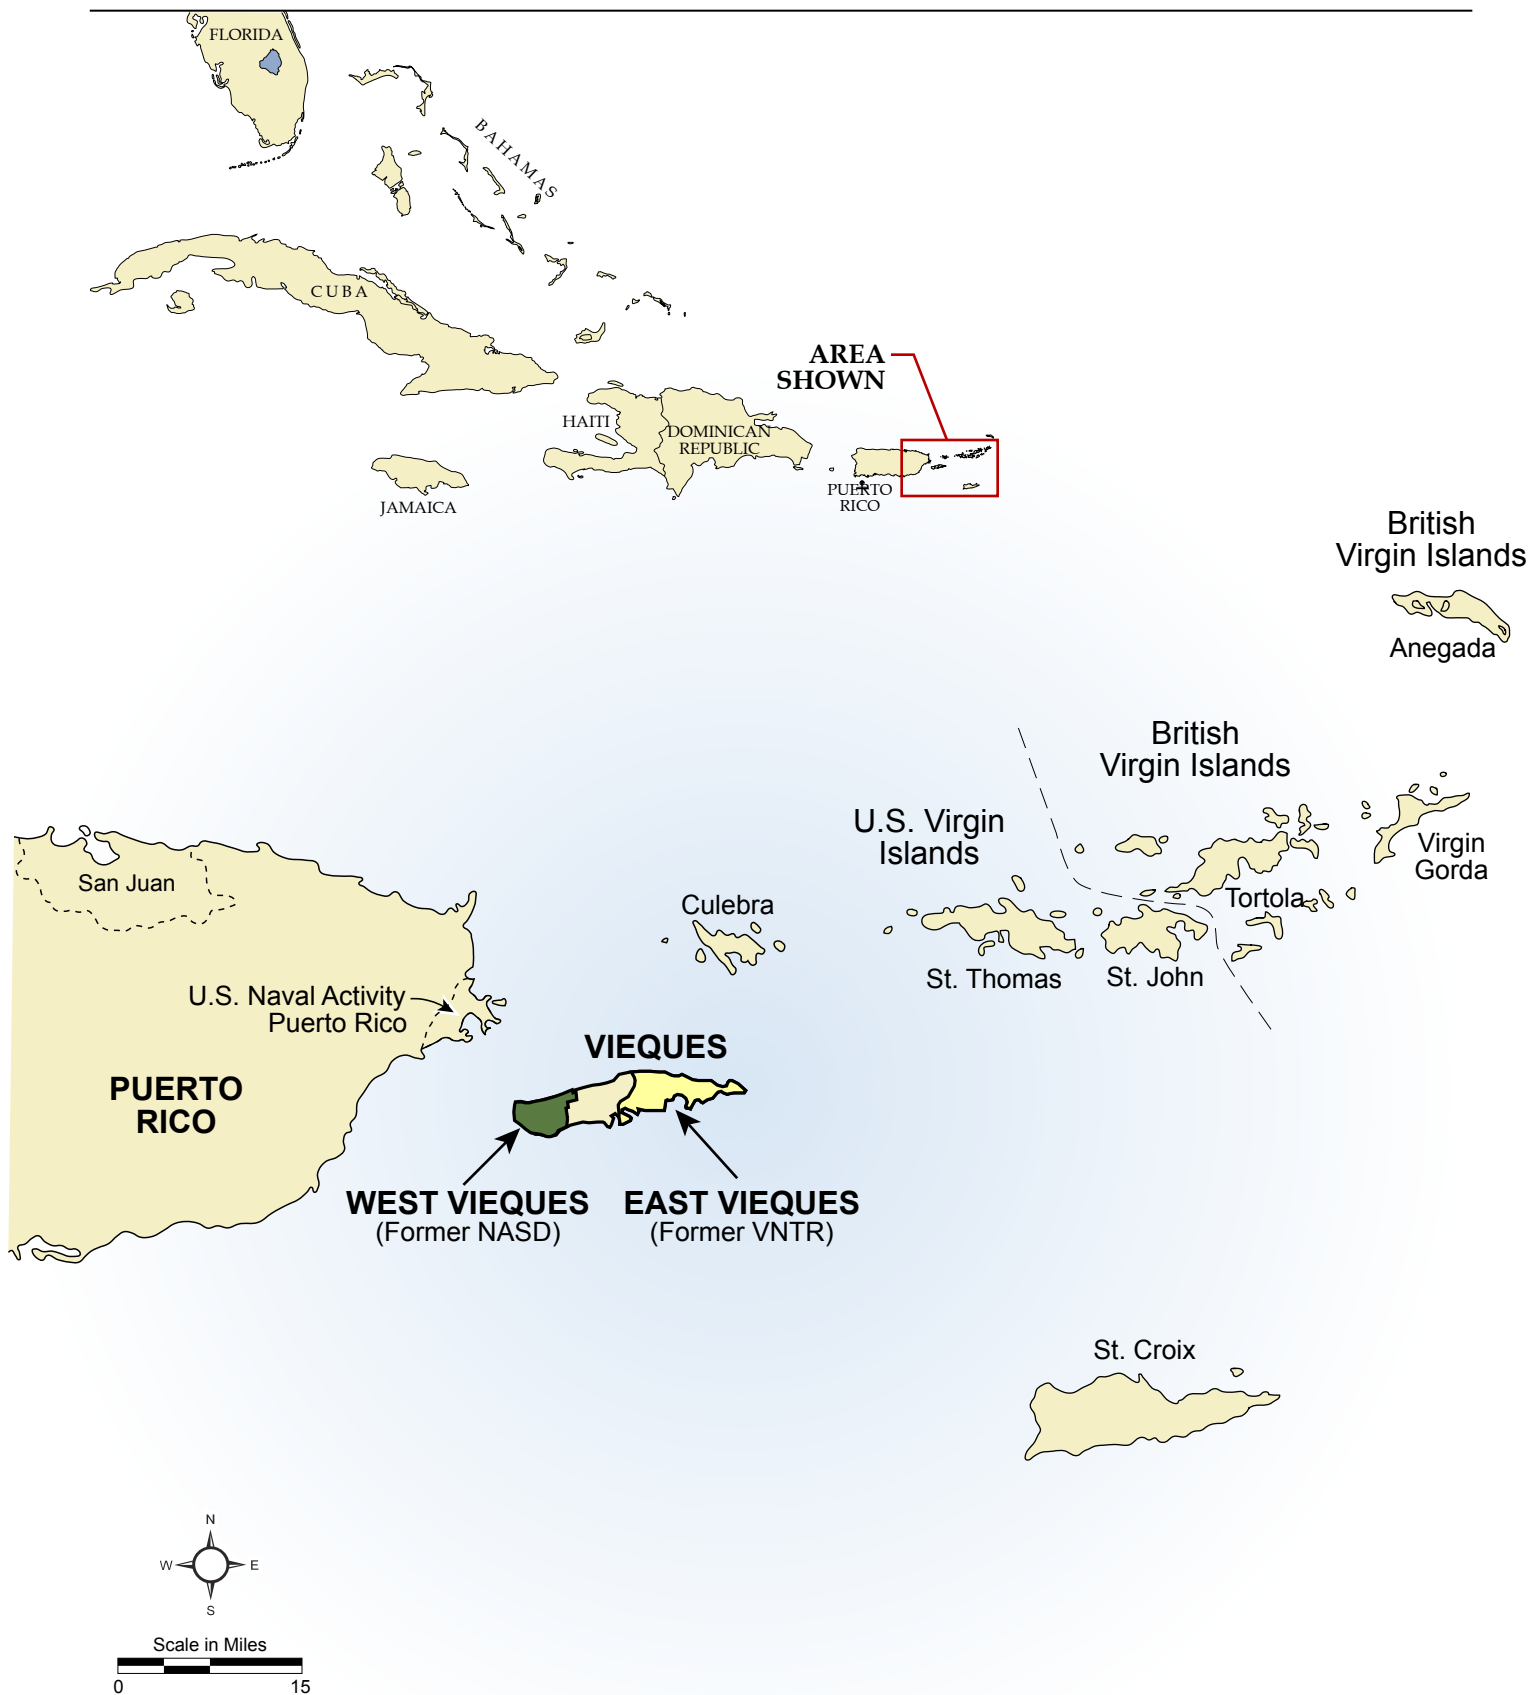 FLORIDA
BAHAMAS
CUBA
AREA
SHOWN
HAITI
DOMINICAN
REPUBLIC
JAMAICA
PUERTO
RICO
British
Virgin Islands
Anegada
British
Virgin Islands
U.S. Virgin
Islands
Virgin
Gorda
San Juan
Culebra
Tortola
St. Thomas
St. John
U.S. Naval Activity
Puerto Rico
VIEQUES
PUERTO
RICO
WEST VIEQUES
(Former NASD)
EAST VIEQUES
(Former VNTR)
St. Croix
N
W
E
S
Scale in Miles
0
15